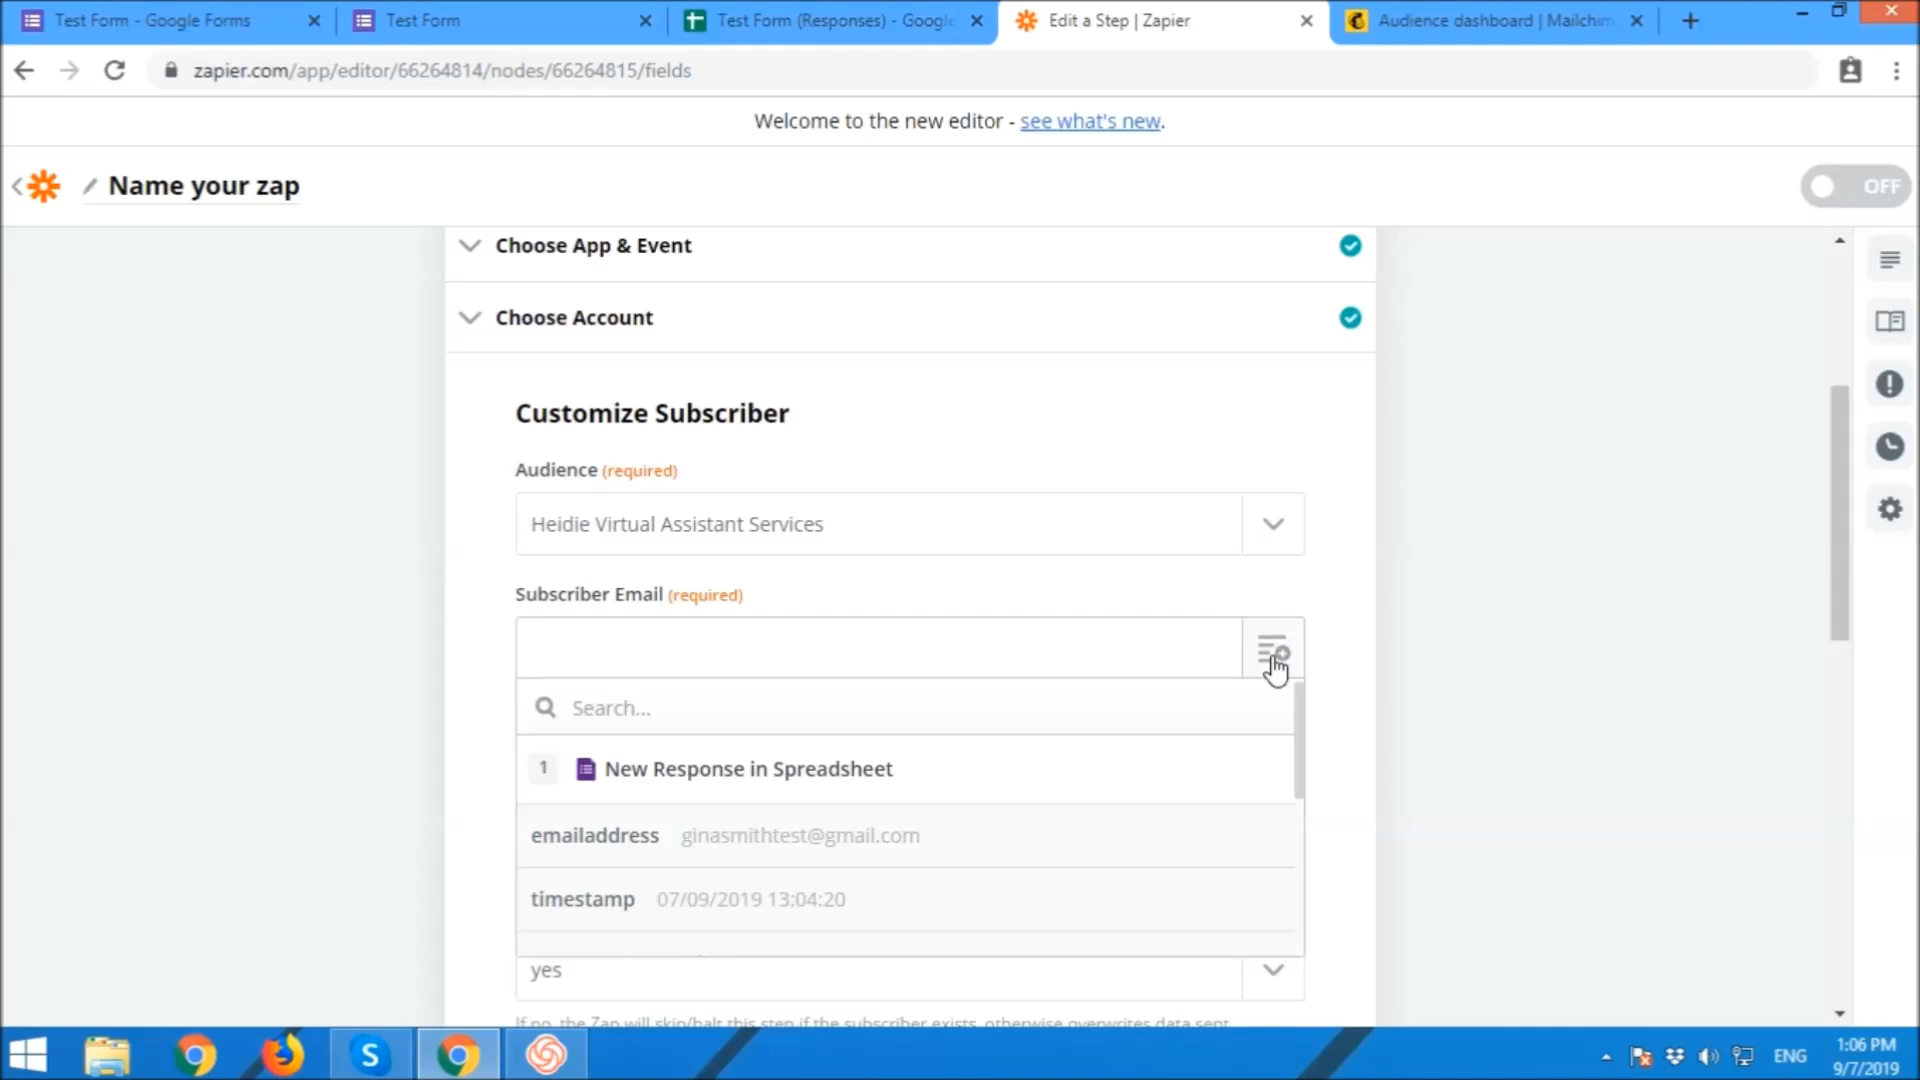 Test Form - Google Forms
Test Form
Test Form (Responses) - Google
Edit a Step | Zapier
Audience dashboard | Mailchim
zapier.com/app/editor/66264814/nodes/66264815/fields
Welcome to the new editor - see what's new.
Name your zap
OFF
Choose App & Event
Choose Account
Customize Subscriber
Audience (required)
Heidie Virtual Assistant Services
Subscriber Email (required)
Search...
1 New Response in Spreadsheet
emailaddress ginasmithtest@gmail.com
timestamp 07/09/2019 13:04:20
yes
If no, the Zap will skip/halt this step if the subscriber exists, otherwise overwrites data sent
ENG
1:06 PM
9/7/2019